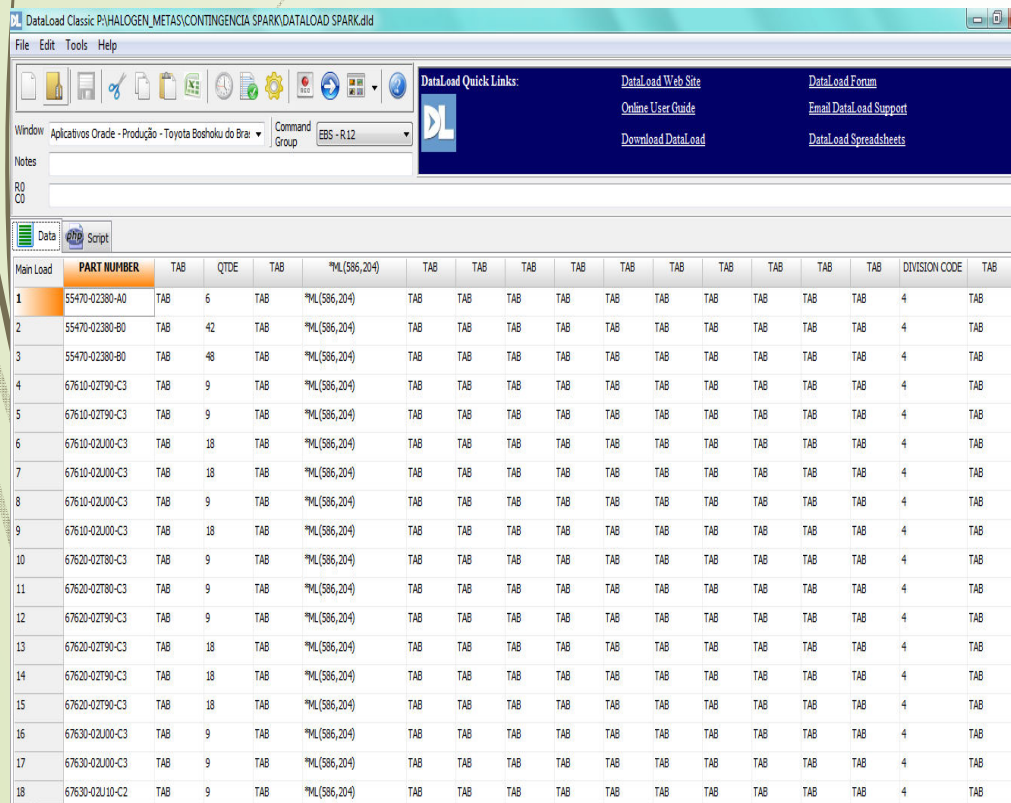 DataLoad Classic P:\HALOGEN_METAS\CONTINGENCIA SPARK\DATALOAD SPARK.dld
File Edit Tools Help
DataLoad Quick Links: DataLoad Web Site DataLoad Forum
Online User Guide Email DataLoad Support
Download DataLoad DataLoad Spreadsheets
DL
Window Aplicativos Oracle - Produção - Toyota Boshoku do Bras Command Group EBS - R12
Notes
R0
C0
Data php Script
Main Load PART NUMBER TAB QTDE TAB *ML(586,204) TAB TAB TAB TAB TAB TAB TAB TAB TAB TAB DIVISION CODE TAB
1 55470-02380-A0 TAB 6 TAB *ML(586,204) TAB TAB TAB TAB TAB TAB TAB TAB TAB TAB 4 TAB
2 55470-02380-B0 TAB 42 TAB *ML(586,204) TAB TAB TAB TAB TAB TAB TAB TAB TAB TAB 4 TAB
3 55470-02380-B0 TAB 48 TAB *ML(586,204) TAB TAB TAB TAB TAB TAB TAB TAB TAB TAB 4 TAB
4 67610-02T90-C3 TAB 9 TAB *ML(586,204) TAB TAB TAB TAB TAB TAB TAB TAB TAB TAB 4 TAB
5 67610-02T90-C3 TAB 9 TAB *ML(586,204) TAB TAB TAB TAB TAB TAB TAB TAB TAB TAB 4 TAB
6 67610-02U00-C3 TAB 18 TAB *ML(586,204) TAB TAB TAB TAB TAB TAB TAB TAB TAB TAB 4 TAB
7 67610-02U00-C3 TAB 18 TAB *ML(586,204) TAB TAB TAB TAB TAB TAB TAB TAB TAB TAB 4 TAB
8 67610-02U00-C3 TAB 9 TAB *ML(586,204) TAB TAB TAB TAB TAB TAB TAB TAB TAB TAB 4 TAB
9 67610-02U00-C3 TAB 18 TAB *ML(586,204) TAB TAB TAB TAB TAB TAB TAB TAB TAB TAB 4 TAB
10 67620-02T80-C3 TAB 9 TAB *ML(586,204) TAB TAB TAB TAB TAB TAB TAB TAB TAB TAB 4 TAB
11 67620-02T80-C3 TAB 9 TAB *ML(586,204) TAB TAB TAB TAB TAB TAB TAB TAB TAB TAB 4 TAB
12 67620-02T90-C3 TAB 9 TAB *ML(586,204) TAB TAB TAB TAB TAB TAB TAB TAB TAB TAB 4 TAB
13 67620-02T90-C3 TAB 18 TAB *ML(586,204) TAB TAB TAB TAB TAB TAB TAB TAB TAB TAB 4 TAB
14 67620-02T90-C3 TAB 18 TAB *ML(586,204) TAB TAB TAB TAB TAB TAB TAB TAB TAB TAB 4 TAB
15 67620-02T90-C3 TAB 18 TAB *ML(586,204) TAB TAB TAB TAB TAB TAB TAB TAB TAB TAB 4 TAB
16 67630-02U00-C3 TAB 9 TAB *ML(586,204) TAB TAB TAB TAB TAB TAB TAB TAB TAB TAB 4 TAB
17 67630-02U00-C3 TAB 9 TAB *ML(586,204) TAB TAB TAB TAB TAB TAB TAB TAB TAB TAB 4 TAB
18 67630-02U10-C2 TAB 9 TAB *ML(586,204) TAB TAB TAB TAB TAB TAB TAB TAB TAB TAB 4 TAB